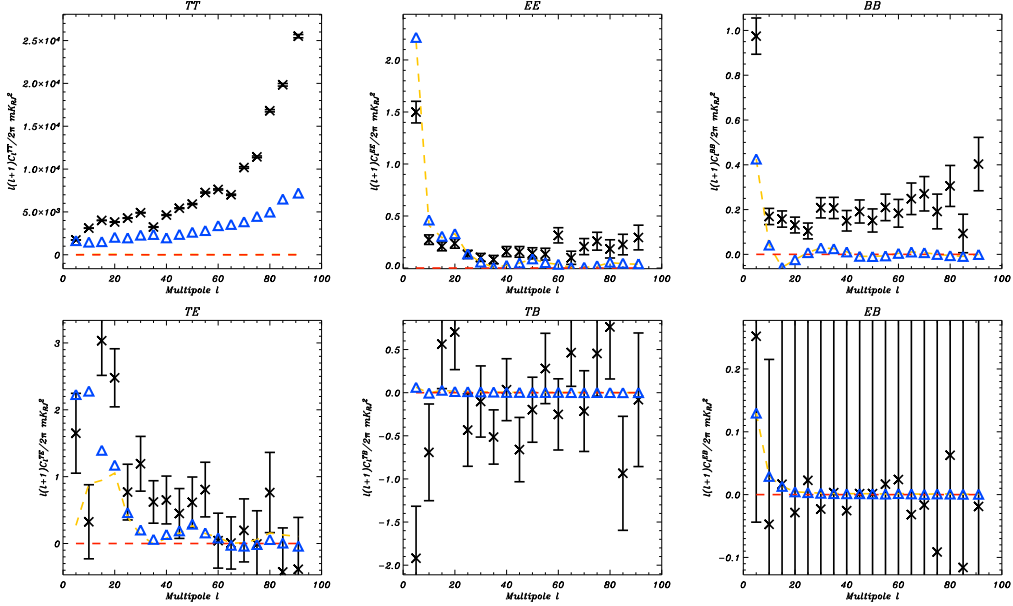 TT
2.5×10⁴
2.0×10⁴
1.5×10⁴
1.0×10⁴
5.0×10³
0
l(l+1)C_l^TT/2π mK_RJ²
0 20 40 60 80 100
Multipole l
EE
2.0
1.5
1.0
0.5
0.0
l(l+1)C_l^EE/2π mK_RJ²
0 20 40 60 80 100
Multipole l
BB
1.0
0.8
0.6
0.4
0.2
0.0
l(l+1)C_l^BB/2π mK_RJ²
0 20 40 60 80 100
Multipole l
TE
3
2
1
0
l(l+1)C_l^TE/2π mK_RJ²
0 20 40 60 80 100
Multipole l
TB
0.5
0.0
-0.5
-1.0
-1.5
-2.0
l(l+1)C_l^TB/2π mK_RJ²
0 20 40 60 80 100
Multipole l
EB
0.2
0.1
0.0
-0.1
l(l+1)C_l^EB/2π mK_RJ²
0 20 40 60 80 100
Multipole l